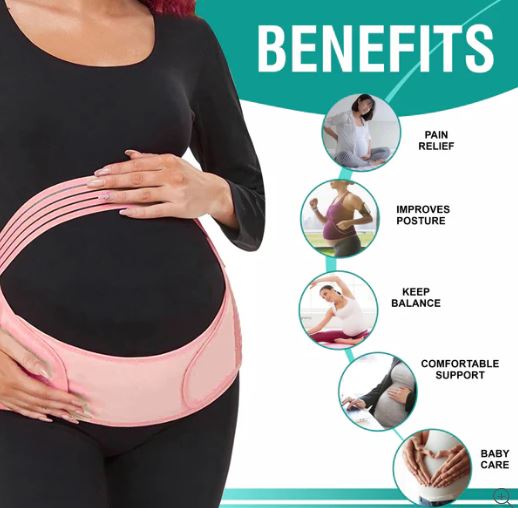 BENEFITS
PAIN
RELIEF
IMPROVES
POSTURE
KEEP
BALANCE
COMFORTABLE
SUPPORT
BABY
CARE